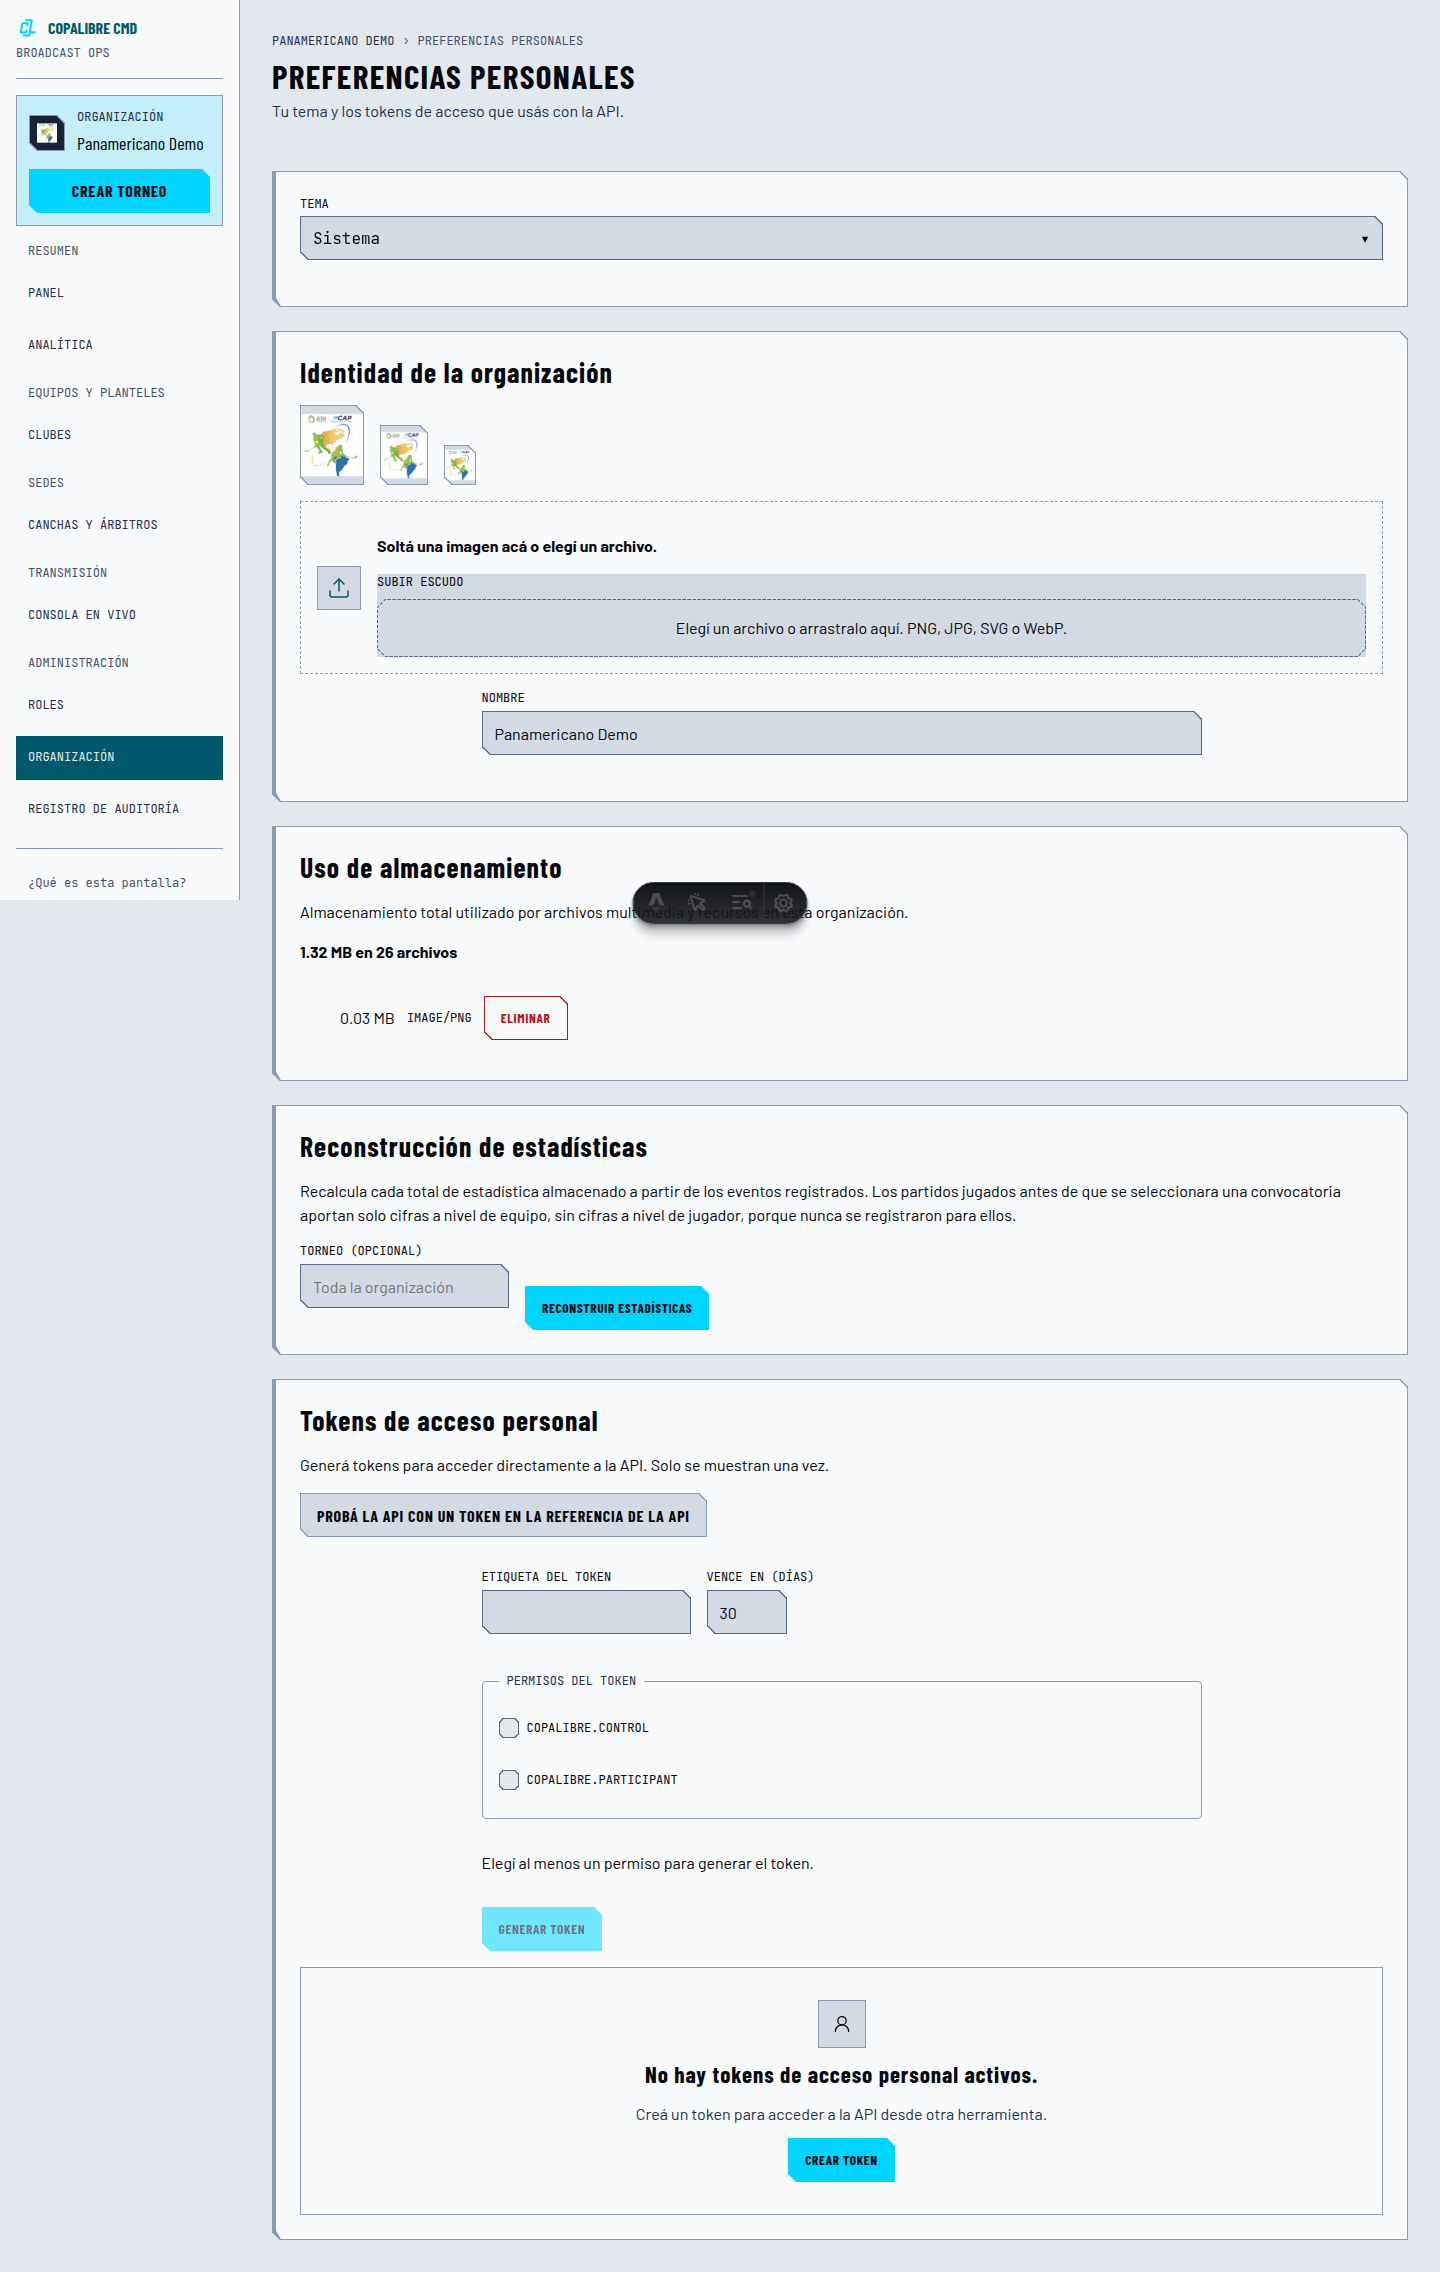 COPALIBRE CMD
BROADCAST OPS
ORGANIZACIÓN
Panamericano Demo
CREAR TORNEO
RESUMEN
PANEL
ANALÍTICA
EQUIPOS Y PLANTELES
CLUBES
SEDES
CANCHAS Y ÁRBITROS
TRANSMISIÓN
CONSOLA EN VIVO
ADMINISTRACIÓN
ROLES
ORGANIZACIÓN
REGISTRO DE AUDITORÍA
¿Qué es esta pantalla?
PANAMERICANO DEMO › PREFERENCIAS PERSONALES
PREFERENCIAS PERSONALES
Tu tema y los tokens de acceso que usás con la API.
TEMA
Sistema
Identidad de la organización
CAP
CAP
Soltá una imagen acá o elegí un archivo.
SUBIR ESCUDO
Elegí un archivo o arrastralo aquí. PNG, JPG, SVG o WebP.
NOMBRE
Panamericano Demo
Uso de almacenamiento
Almacenamiento total utilizado por archivos multimedia y recursos en esta organización.
1.32 MB en 26 archivos
0.03 MB IMAGE/PNG ELIMINAR
Reconstrucción de estadísticas
Recalcula cada total de estadística almacenado a partir de los eventos registrados. Los partidos jugados antes de que se seleccionara una convocatoria
aportan solo cifras a nivel de equipo, sin cifras a nivel de jugador, porque nunca se registraron para ellos.
TORNEO (OPCIONAL)
Toda la organización
RECONSTRUIR ESTADÍSTICAS
Tokens de acceso personal
Generá tokens para acceder directamente a la API. Solo se muestran una vez.
PROBÁ LA API CON UN TOKEN EN LA REFERENCIA DE LA API
ETIQUETA DEL TOKEN VENCE EN (DÍAS)
30
PERMISOS DEL TOKEN
COPALIBRE.CONTROL
COPALIBRE.PARTICIPANT
Elegí al menos un permiso para generar el token.
GENERAR TOKEN
No hay tokens de acceso personal activos.
Creá un token para acceder a la API desde otra herramienta.
CREAR TOKEN